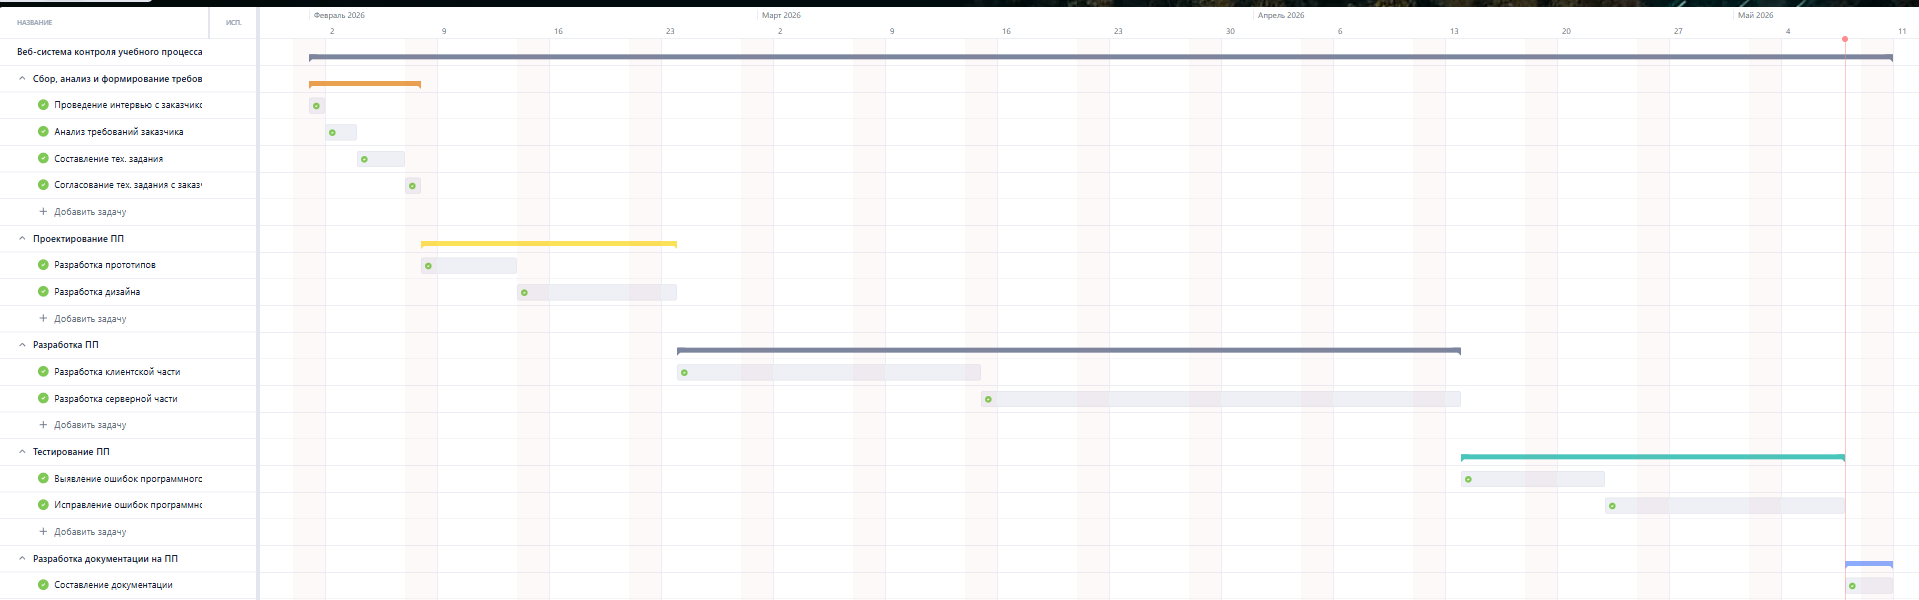 НАЗВАНИЕ ИСП.
Февраль 2026 Март 2026 Апрель 2026 Май 2026
2 9 16 23 2 9 16 23 30 6 13 20 27 4 11
Веб-система контроля учебного процесса
Сбор, анализ и формирование требов
Проведение интервью с заказчико
Анализ требований заказчика
Составление тех. задания
Согласование тех. задания с заказч
Добавить задачу
Проектирование ПП
Разработка прототипов
Разработка дизайна
Добавить задачу
Разработка ПП
Разработка клиентской части
Разработка серверной части
Добавить задачу
Тестирование ПП
Выявление ошибок программног
Исправление ошибок программно
Добавить задачу
Разработка документации на ПП
Составление документации